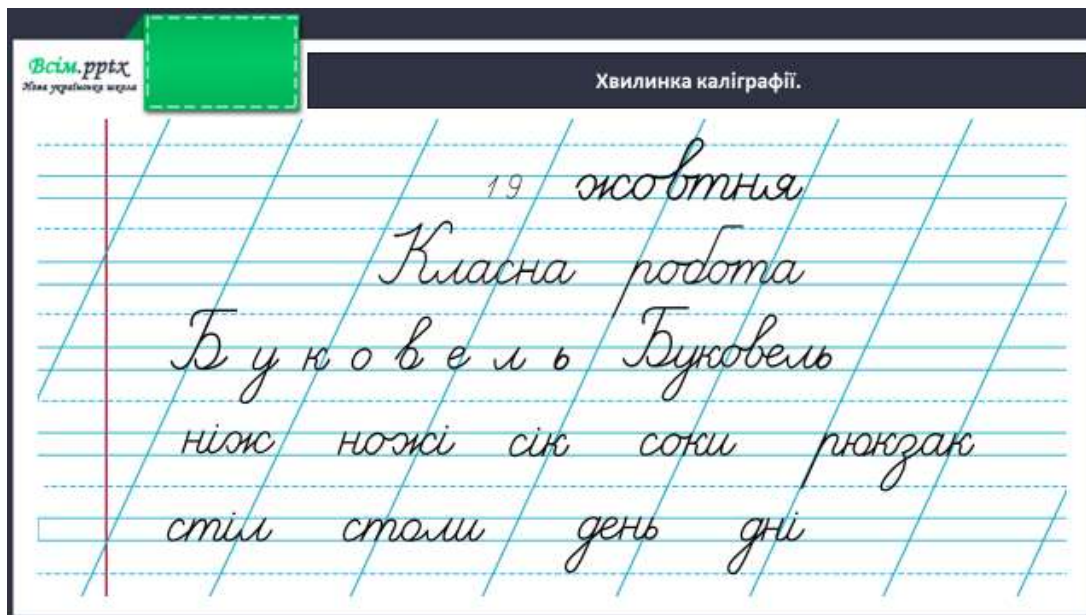 Всім.pptx
Нова українська школа
Хвилинка каліграфії.
19 жовтня
Класна робота
Б у к о в е л ь Буковель
ніж ножі сік соки рюкзак
стіл столи день дні